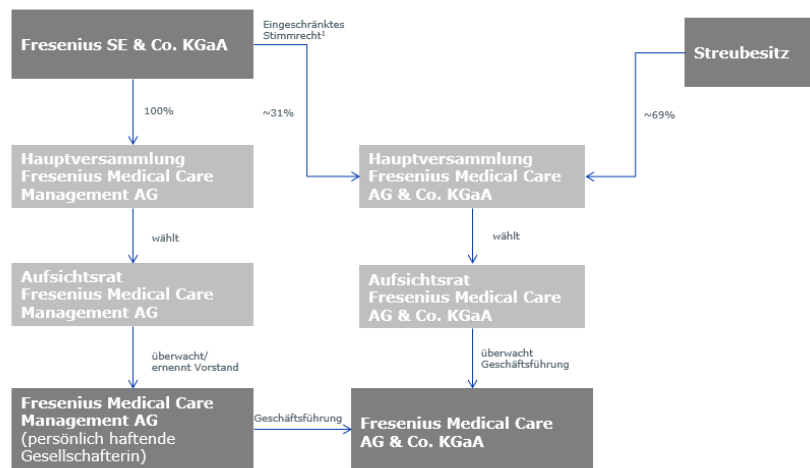 Fresenius SE & Co. KGaA
Eingeschränktes
Stimmrecht¹
Streubesitz
100%
~31%
~69%
Hauptversammlung
Fresenius Medical Care
Management AG
Hauptversammlung
Fresenius Medical Care
AG & Co. KGaA
wählt
wählt
Aufsichtsrat
Fresenius Medical Care
Management AG
Aufsichtsrat
Fresenius Medical Care
AG & Co. KGaA
überwacht/
ernennt Vorstand
überwacht
Geschäftsführung
Fresenius Medical Care
Management AG
(persönlich haftende
Gesellschafterin)
Geschäftsführung
Fresenius Medical Care
AG & Co. KGaA